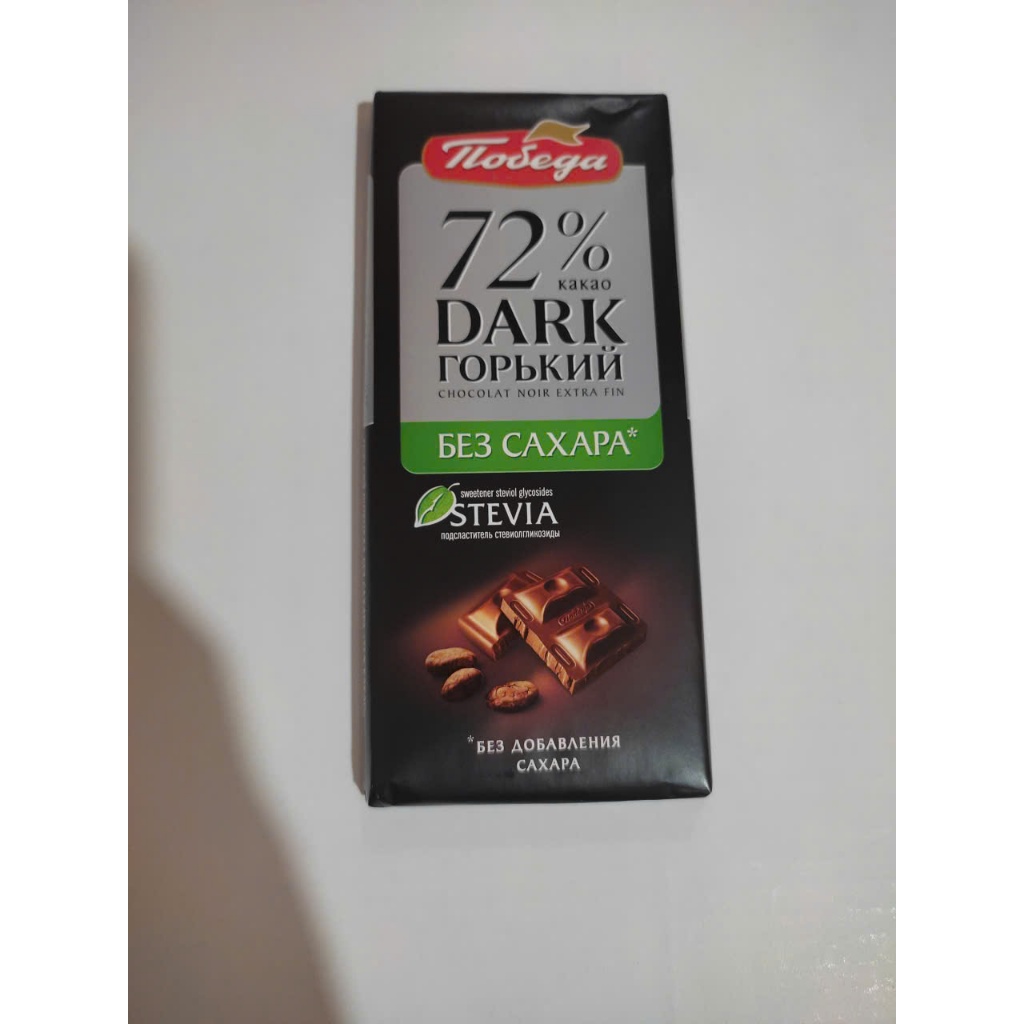 Победа
72%
какао
DARK
ГОРЬКИЙ
CHOCOLAT NOIR EXTRA FIN
БЕЗ САХАРА*
sweetener steviol glycosides
STEVIA
подсластитель стевиолгликозиды
*БЕЗ ДОБАВЛЕНИЯ
САХАРА